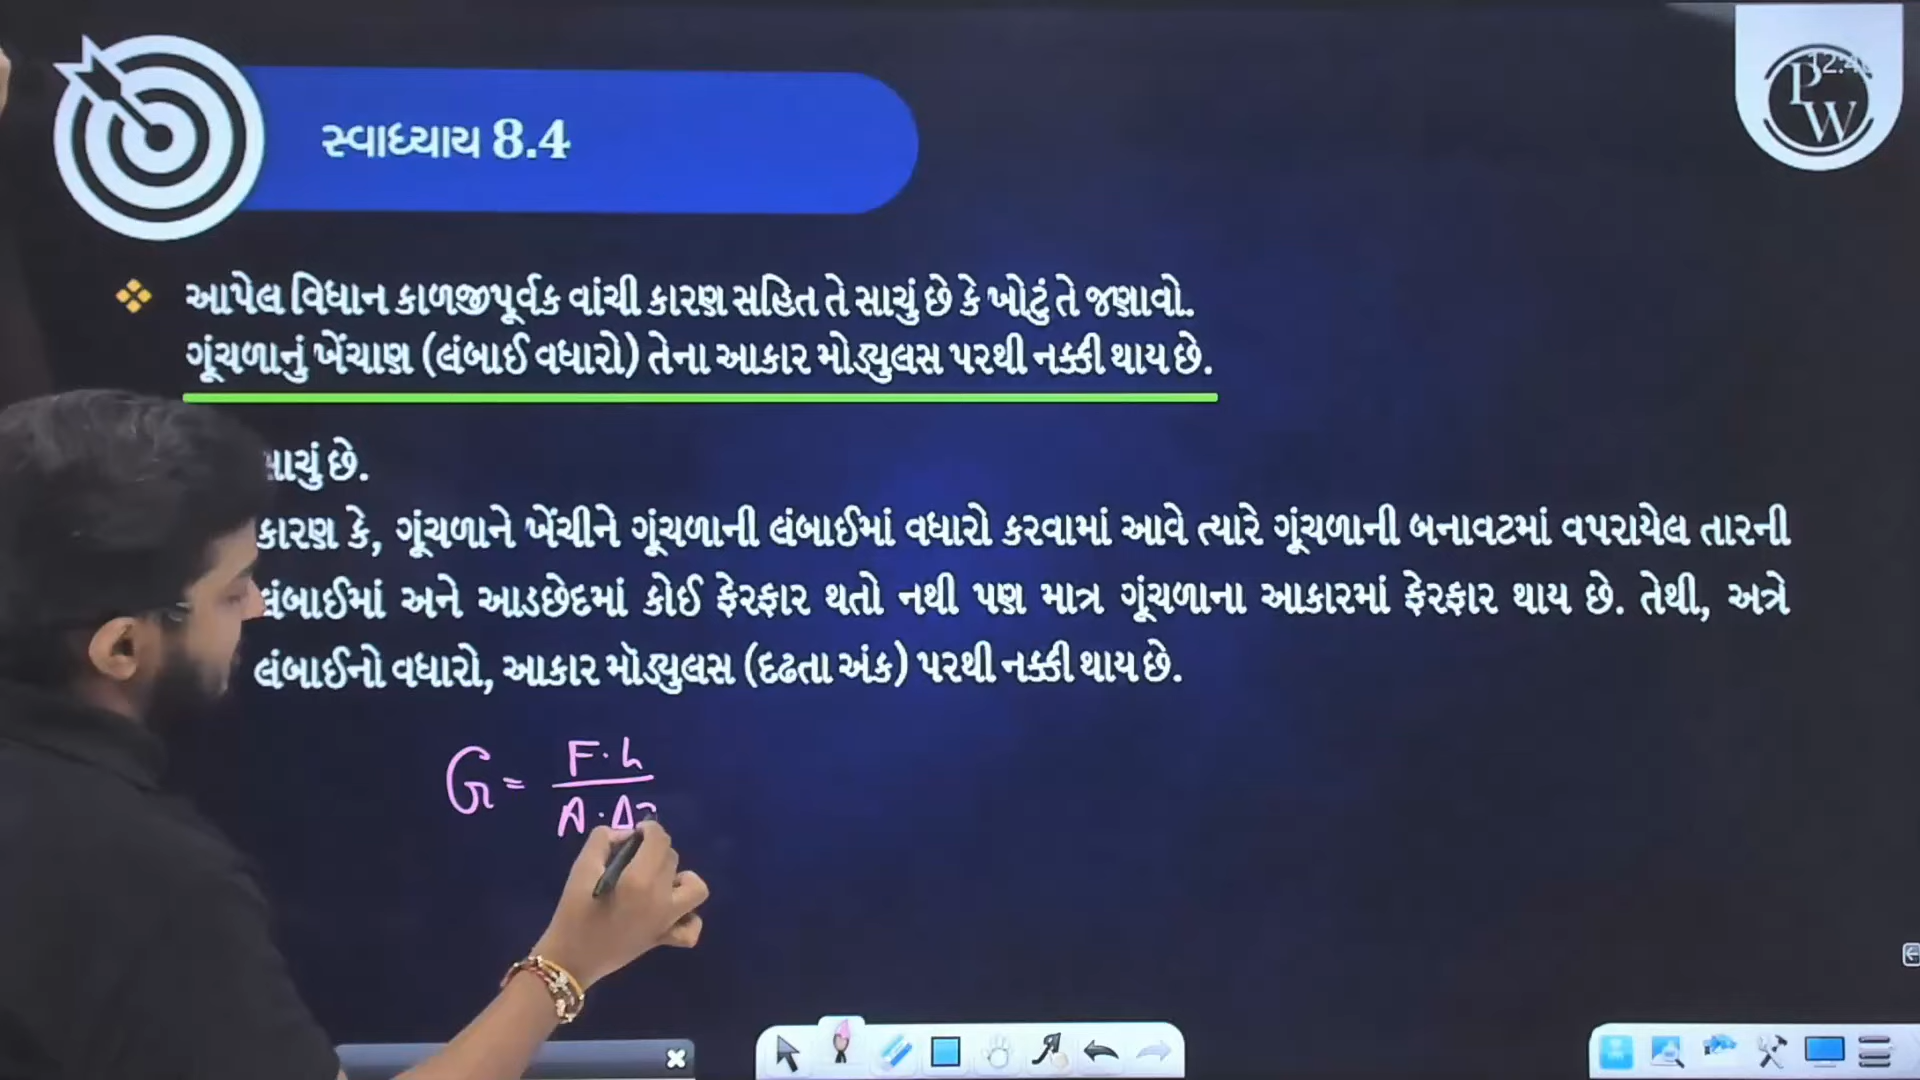 સ્વાધ્યાય 8.4
PW
આપેલ વિધાન કાળજીપૂર્વક વાંચી કારણ સહિત તે સાચું છે કે ખોટું તે જણાવો.
ગૂંચળાનું ખેંચાણ (લંબાઈ વધારો) તેના આકાર મોડ્યુલસ પરથી નક્કી થાય છે.
છે.
કારણ કે, ગૂંચળાને ખેંચીને ગૂંચળાની લંબાઈમાં વધારો કરવામાં આવે ત્યારે ગૂંચળાની બનાવટમાં વપરાયેલ તારની
લંબાઈમાં અને આડછેદમાં કોઈ ફેરફાર થતો નથી પણ માત્ર ગૂંચળાના આકારમાં ફેરફાર થાય છે. તેથી, અત્રે
લંબાઈનો વધારો, આકાર મૉડ્યુલસ (દઢતા અંક) પરથી નક્કી થાય છે.
G =
F. L
A.